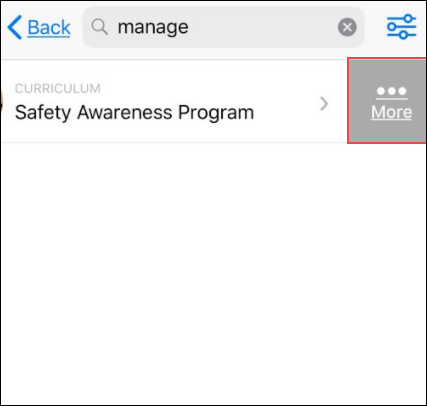 Back
manage
CURRICULUM
Safety Awareness Program
More